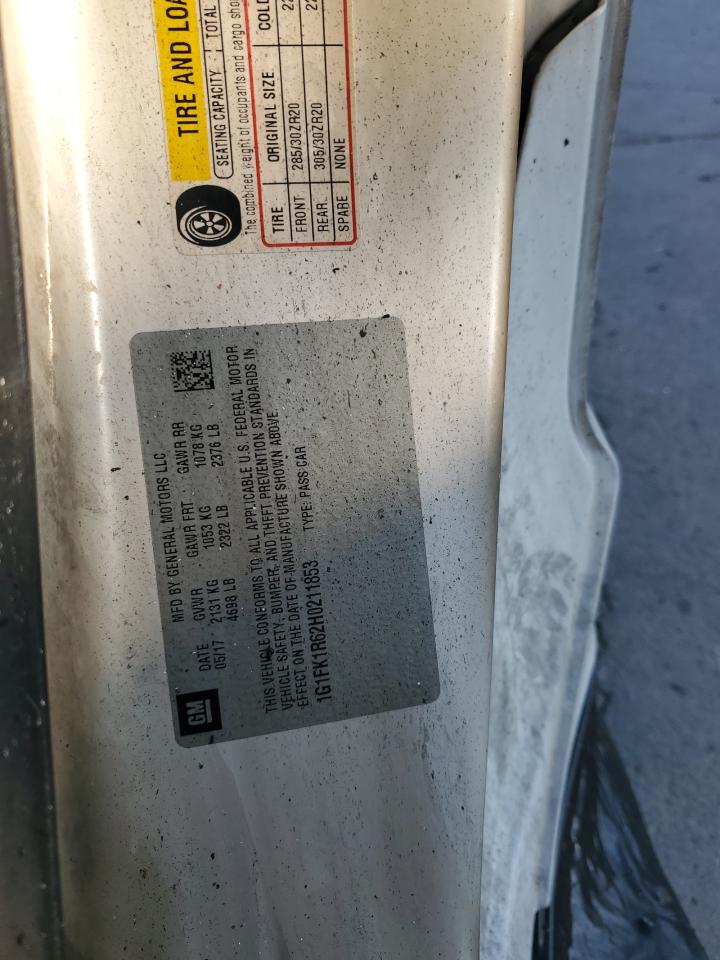 TIRE AND LOA
SEATING CAPACITY TOTAL
The combined weight of occupants and cargo sho
TIRE ORIGINAL SIZE COLD
FRONT 285/30ZR20 22
REAR 305/30ZR20 22
SPARE NONE
GM
MFD BY GENERAL MOTORS LLC
DATE GVWR GAWR FRT GAWR RR
05/17 2131 KG 1053 KG 1078 KG
4698 LB 2322 LB 2376 LB
THIS VEHICLE CONFORMS TO ALL APPLICABLE U.S. FEDERAL MOTOR
VEHICLE SAFETY, BUMPER, AND THEFT PREVENTION STANDARDS IN
EFFECT ON THE DATE OF MANUFACTURE SHOWN ABOVE.
1G1FK1R62H0211853 TYPE: PASS CAR